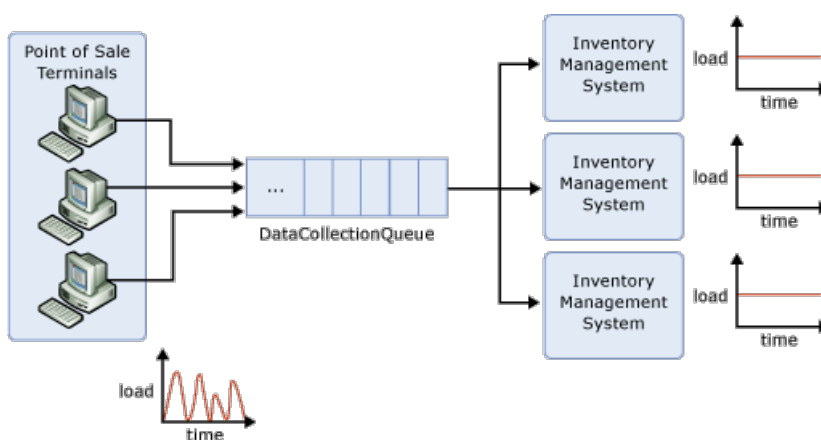 Point of Sale
Terminals
...
DataCollectionQueue
Inventory
Management
System
load
time
Inventory
Management
System
load
time
Inventory
Management
System
load
time
load
time